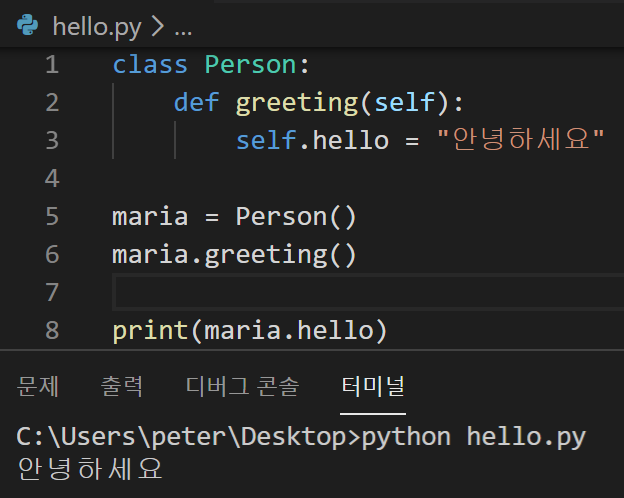 hello.py > ...
1 class Person:
2     def greeting(self):
3         self.hello = "안녕하세요"
4
5 maria = Person()
6 maria.greeting()
7
8 print(maria.hello)
문제 출력 디버그 콘솔 터미널
C:\Users\peter\Desktop>python hello.py
안녕하세요